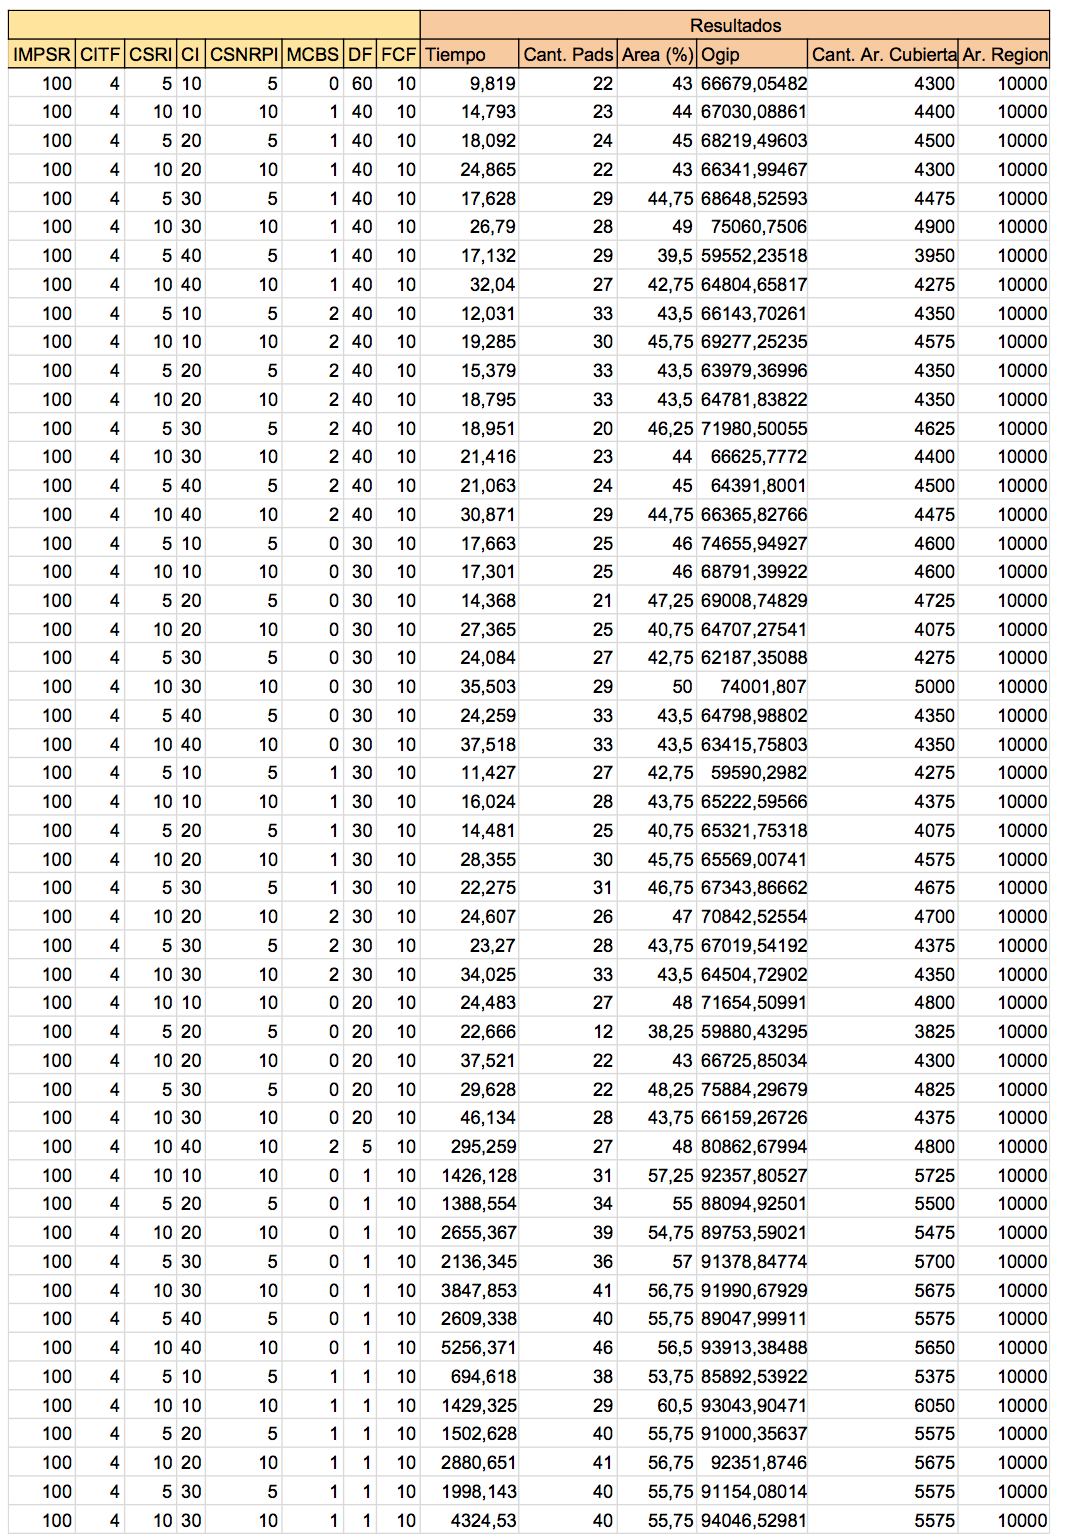 Resultados
IMPSR CITF CSRI CI CSNRPI MCBS DF FCF Tiempo Cant. Pads Area (%) Ogip Cant. Ar. Cubierta Ar. Region
100 4 5 10 5 0 60 10 9,819 22 43 66679,05482 4300 10000
100 4 10 10 10 1 40 10 14,793 23 44 67030,08861 4400 10000
100 4 5 20 5 1 40 10 18,092 24 45 68219,49603 4500 10000
100 4 10 20 10 1 40 10 24,865 22 43 66341,99467 4300 10000
100 4 5 30 5 1 40 10 17,628 29 44,75 68648,52593 4475 10000
100 4 10 30 10 1 40 10 26,79 28 49 75060,7506 4900 10000
100 4 5 40 5 1 40 10 17,132 29 39,5 59552,23518 3950 10000
100 4 10 40 10 1 40 10 32,04 27 42,75 64804,65817 4275 10000
100 4 5 10 5 2 40 10 12,031 33 43,5 66143,70261 4350 10000
100 4 10 10 10 2 40 10 19,285 30 45,75 69277,25235 4575 10000
100 4 5 20 5 2 40 10 15,379 33 43,5 63979,36996 4350 10000
100 4 10 20 10 2 40 10 18,795 33 43,5 64781,83822 4350 10000
100 4 5 30 5 2 40 10 18,951 20 46,25 71980,50055 4625 10000
100 4 10 30 10 2 40 10 21,416 23 44 66625,7772 4400 10000
100 4 5 40 5 2 40 10 21,063 24 45 64391,8001 4500 10000
100 4 10 40 10 2 40 10 30,871 29 44,75 66365,82766 4475 10000
100 4 5 10 5 0 30 10 17,663 25 46 74655,94927 4600 10000
100 4 10 10 10 0 30 10 17,301 25 46 68791,39922 4600 10000
100 4 5 20 5 0 30 10 14,368 21 47,25 69008,74829 4725 10000
100 4 10 20 10 0 30 10 27,365 25 40,75 64707,27541 4075 10000
100 4 5 30 5 0 30 10 24,084 27 42,75 62187,35088 4275 10000
100 4 10 30 10 0 30 10 35,503 29 50 74001,807 5000 10000
100 4 5 40 5 0 30 10 24,259 33 43,5 64798,98802 4350 10000
100 4 10 40 10 0 30 10 37,518 33 43,5 63415,75803 4350 10000
100 4 5 10 5 1 30 10 11,427 27 42,75 59590,2982 4275 10000
100 4 10 10 10 1 30 10 16,024 28 43,75 65222,59566 4375 10000
100 4 5 20 5 1 30 10 14,481 25 40,75 65321,75318 4075 10000
100 4 10 20 10 1 30 10 28,355 30 45,75 65569,00741 4575 10000
100 4 5 30 5 1 30 10 22,275 31 46,75 67343,86662 4675 10000
100 4 10 20 10 2 30 10 24,607 26 47 70842,52554 4700 10000
100 4 5 30 5 2 30 10 23,27 28 43,75 67019,54192 4375 10000
100 4 10 30 10 2 30 10 34,025 33 43,5 64504,72902 4350 10000
100 4 10 10 10 0 20 10 24,483 27 48 71654,50991 4800 10000
100 4 5 20 5 0 20 10 22,666 12 38,25 59880,43295 3825 10000
100 4 10 20 10 0 20 10 37,521 22 43 66725,85034 4300 10000
100 4 5 30 5 0 20 10 29,628 22 48,25 75884,29679 4825 10000
100 4 10 30 10 0 20 10 46,134 28 43,75 66159,26726 4375 10000
100 4 10 40 10 2 5 10 295,259 27 48 80862,67994 4800 10000
100 4 10 10 10 0 1 10 1426,128 31 57,25 92357,80527 5725 10000
100 4 5 20 5 0 1 10 1388,554 34 55 88094,92501 5500 10000
100 4 10 20 10 0 1 10 2655,367 39 54,75 89753,59021 5475 10000
100 4 5 30 5 0 1 10 2136,345 36 57 91378,84774 5700 10000
100 4 10 30 10 0 1 10 3847,853 41 56,75 91990,67929 5675 10000
100 4 5 40 5 0 1 10 2609,338 40 55,75 89047,99911 5575 10000
100 4 10 40 10 0 1 10 5256,371 46 56,5 93913,38488 5650 10000
100 4 5 10 5 1 1 10 694,618 38 53,75 85892,53922 5375 10000
100 4 10 10 10 1 1 10 1429,325 29 60,5 93043,90471 6050 10000
100 4 5 20 5 1 1 10 1502,628 40 55,75 91000,35637 5575 10000
100 4 10 20 10 1 1 10 2880,651 41 56,75 92351,8746 5675 10000
100 4 5 30 5 1 1 10 1998,143 40 55,75 91154,08014 5575 10000
100 4 10 30 10 1 1 10 4324,53 40 55,75 94046,52981 5575 10000